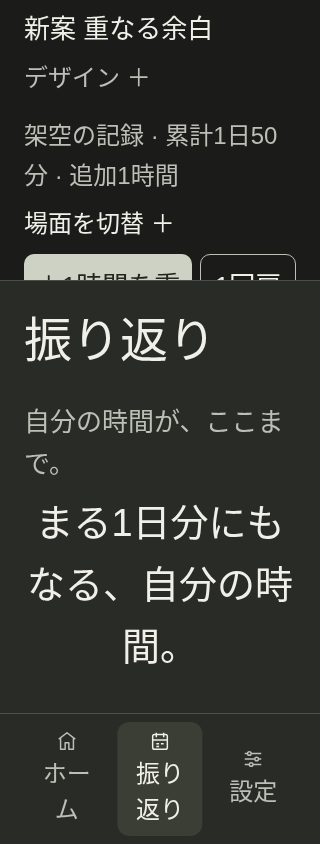 新案 重なる余白
デザイン ＋
架空の記録 · 累計1日50
分 · 追加1時間
場面を切替 ＋
振り返り
自分の時間が、ここま
で。
まる1日分にも
なる、自分の時
間。
ホー
ム
振り
返り
設定